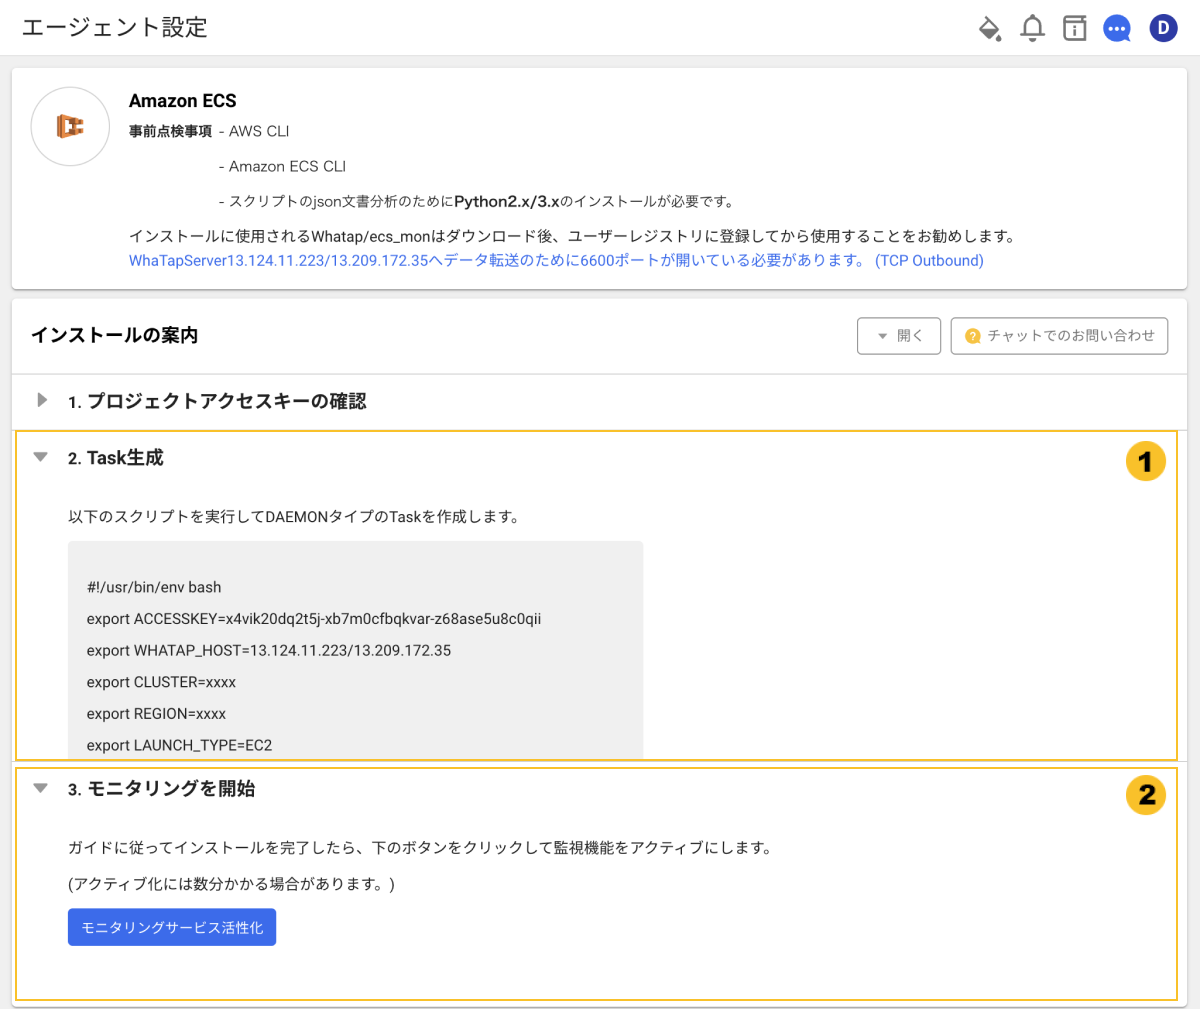 エージェント設定
D
Amazon ECS
事前点検事項 - AWS CLI
- Amazon ECS CLI
- スクリプトのjson文書分析のためにPython2.x/3.xのインストールが必要です。
インストールに使用されるWhatap/ecs_monはダウンロード後、ユーザーレジストリに登録してから使用することをお勧めします。
WhaTapServer13.124.11.223/13.209.172.35へデータ転送のために6600ポートが開いている必要があります。 (TCP Outbound)
インストールの案内
開く
? チャットでのお問い合わせ
1. プロジェクトアクセスキーの確認
2. Task生成
1
以下のスクリプトを実行してDAEMONタイプのTaskを作成します。
#!/usr/bin/env bash
export ACCESSKEY=x4vik20dq2t5j-xb7m0cfbqkvar-z68ase5u8c0qii
export WHATAP_HOST=13.124.11.223/13.209.172.35
export CLUSTER=xxxx
export REGION=xxxx
export LAUNCH_TYPE=EC2
3. モニタリングを開始
2
ガイドに従ってインストールを完了したら、下のボタンをクリックして監視機能をアクティブにします。
(アクティブ化には数分かかる場合があります。)
モニタリングサービス活性化